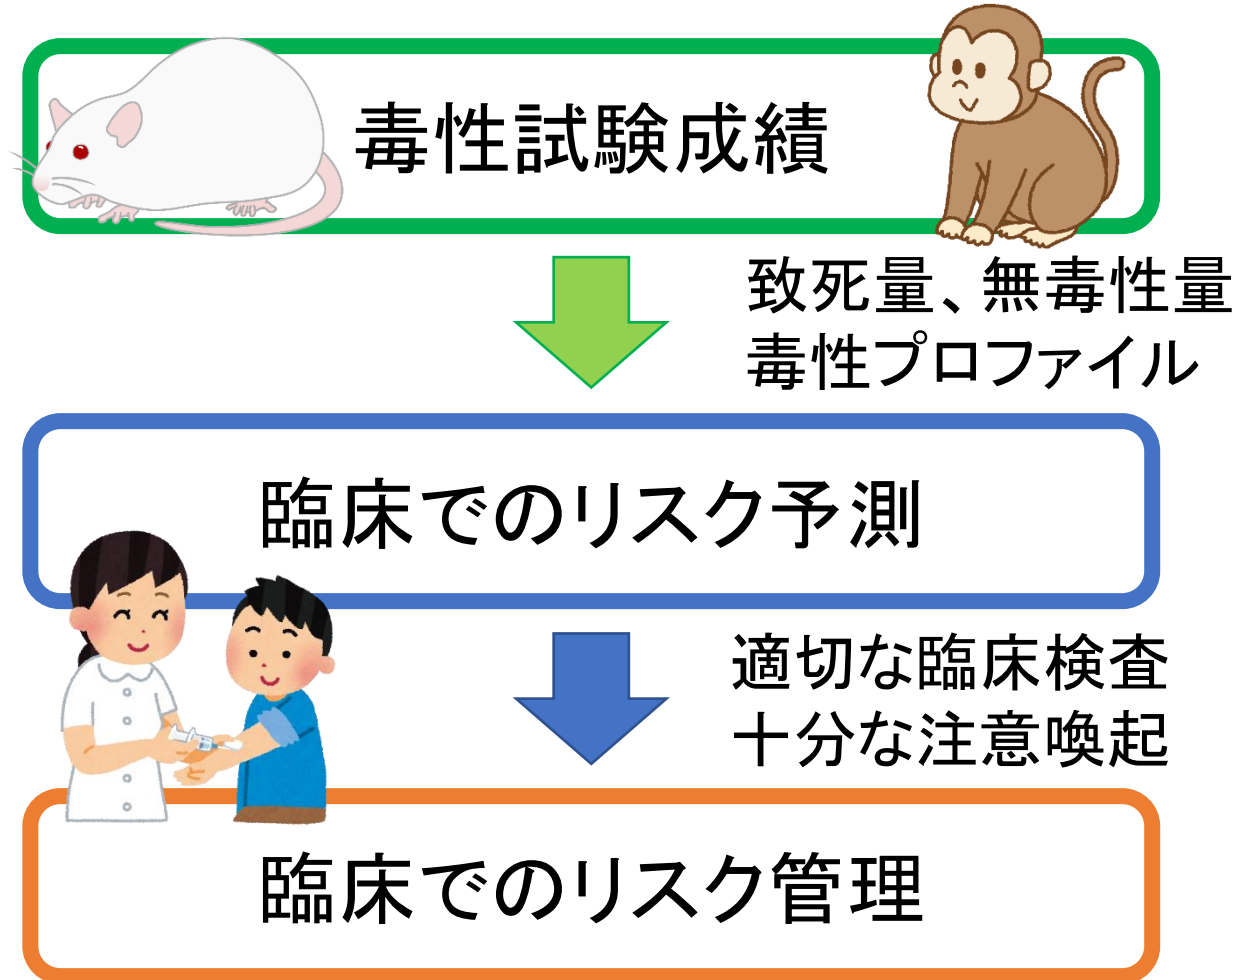 毒性試験成績
致死量、無毒性量
毒性プロファイル
臨床でのリスク予測
適切な臨床検査
十分な注意喚起
臨床でのリスク管理